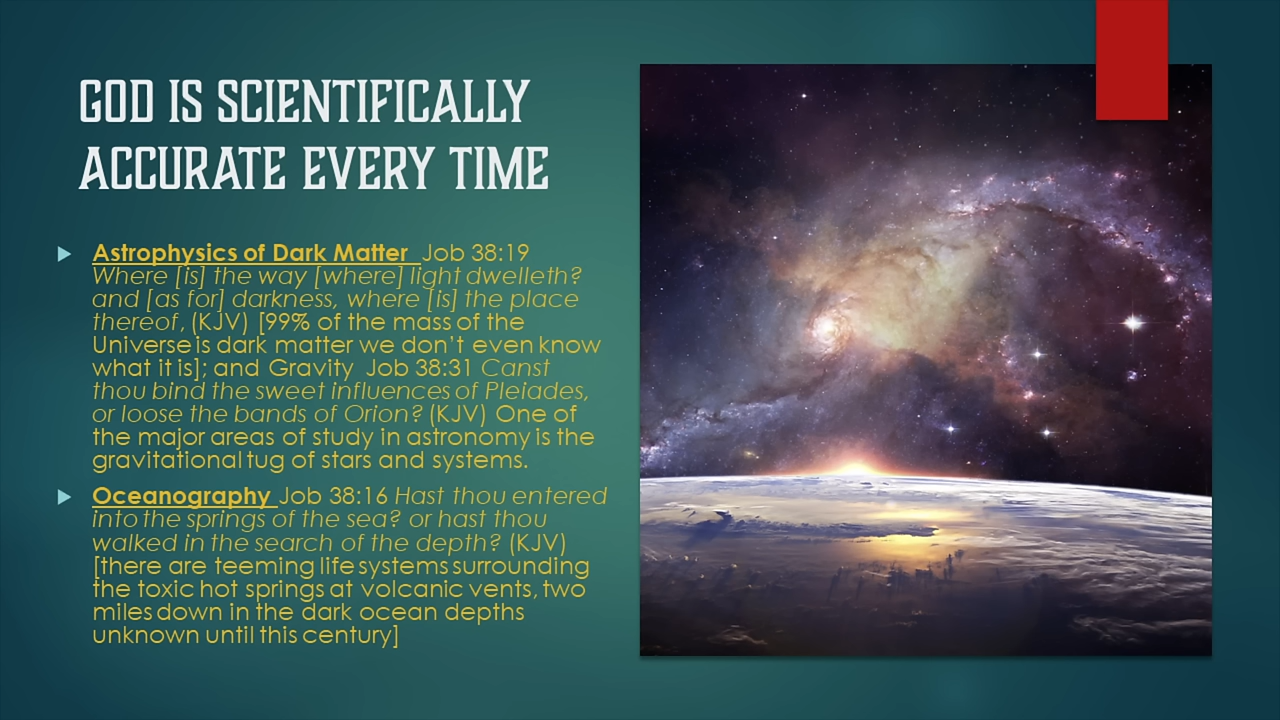 GOD IS SCIENTIFICALLY
ACCURATE EVERY TIME
Astrophysics of Dark Matter Job 38:19
Where [is] the way [where] light dwelleth?
and [as for] darkness, where [is] the place
thereof, (KJV) [99% of the mass of the
Universe is dark matter we don't even know
what it is]; and Gravity Job 38:31 Canst
thou bind the sweet influences of Pleiades,
or loose the bands of Orion? (KJV) One of
the major areas of study in astronomy is the
gravitational tug of stars and systems.
Oceanography Job 38:16 Hast thou entered
into the springs of the sea? or hast thou
walked in the search of the depth? (KJV)
[there are teeming life systems surrounding
the toxic hot springs at volcanic vents, two
miles down in the dark ocean depths
unknown until this century]